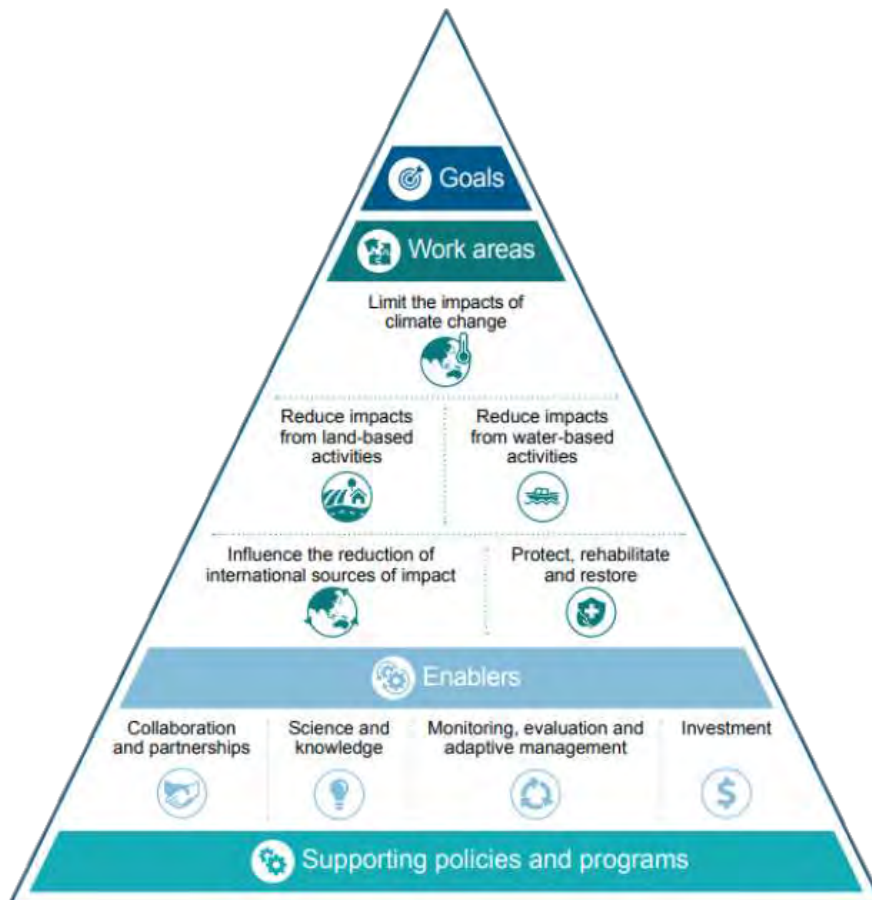 Goals
Work areas
Limit the impacts of
climate change
Reduce impacts
from land-based
activities
Reduce impacts
from water-based
activities
Influence the reduction of
international sources of impact
Protect, rehabilitate
and restore
Enablers
Collaboration
and partnerships
Science and
knowledge
Monitoring, evaluation and
adaptive management
Investment
$
Supporting policies and programs